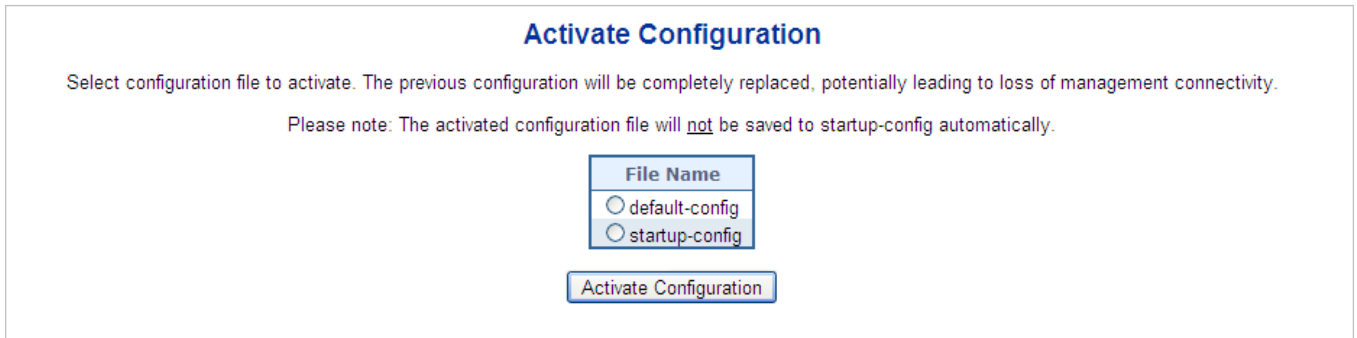 Activate Configuration
Select configuration file to activate. The previous configuration will be completely replaced, potentially leading to loss of management connectivity.
Please note: The activated configuration file will not be saved to startup-config automatically.
File Name
default-config
startup-config
Activate Configuration